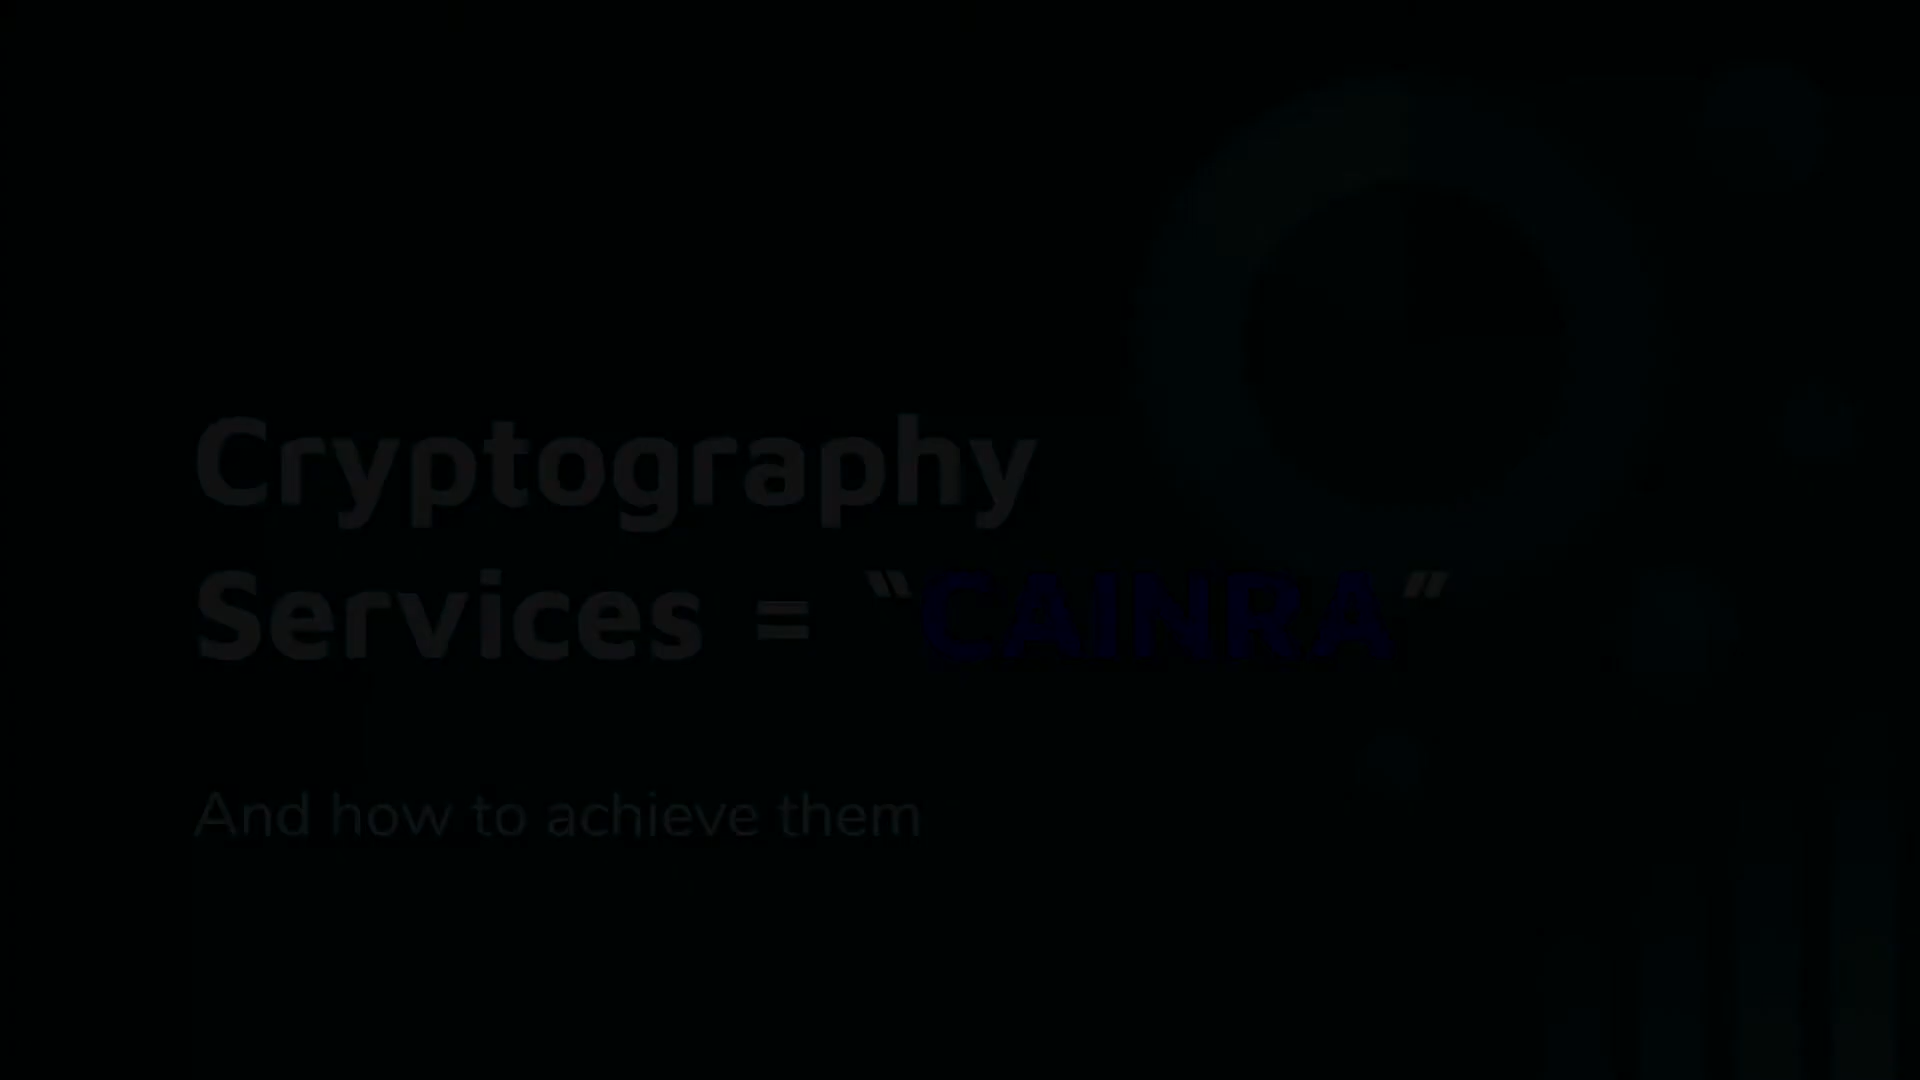 Cryptography
Services = "CAINRA"
And how to achieve them